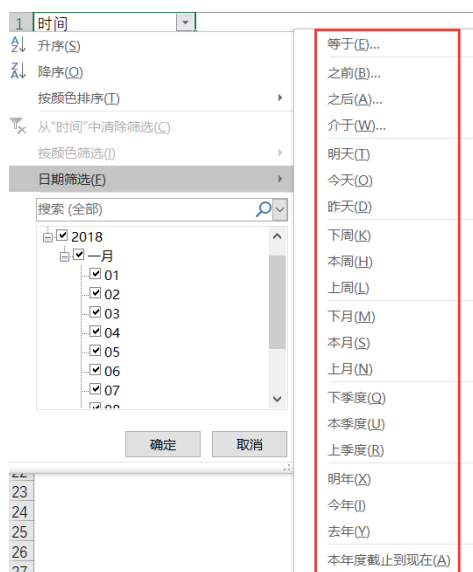 1 时间
升序(S)
降序(O)
按颜色排序(T)
从"时间"中清除筛选(C)
按颜色筛选(I)
日期筛选(F)
搜索 (全部)
2018
一月
01
02
03
04
05
06
07
08
确定 取消
等于(E)...
之前(B)...
之后(A)...
介于(W)...
明天(T)
今天(O)
昨天(D)
下周(K)
本周(H)
上周(L)
下月(M)
本月(S)
上月(N)
下季度(Q)
本季度(U)
上季度(R)
明年(X)
今年(I)
去年(Y)
本年度截止到现在(A)
22
23
24
25
26
27